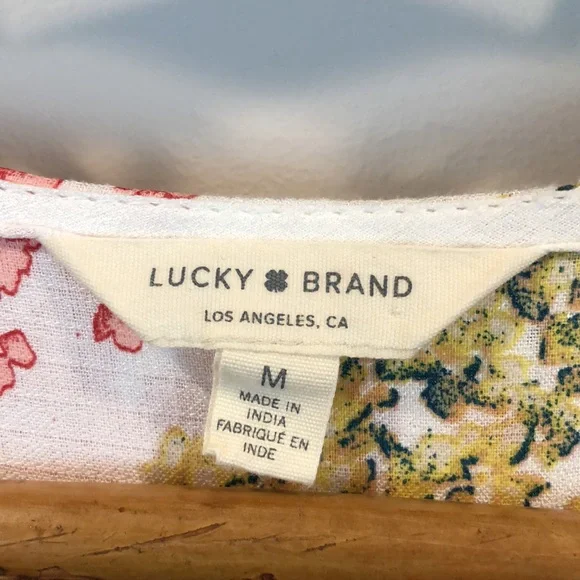 LUCKY BRAND
LOS ANGELES, CA
M
MADE IN
INDIA
FABRIQUÉ EN
INDE